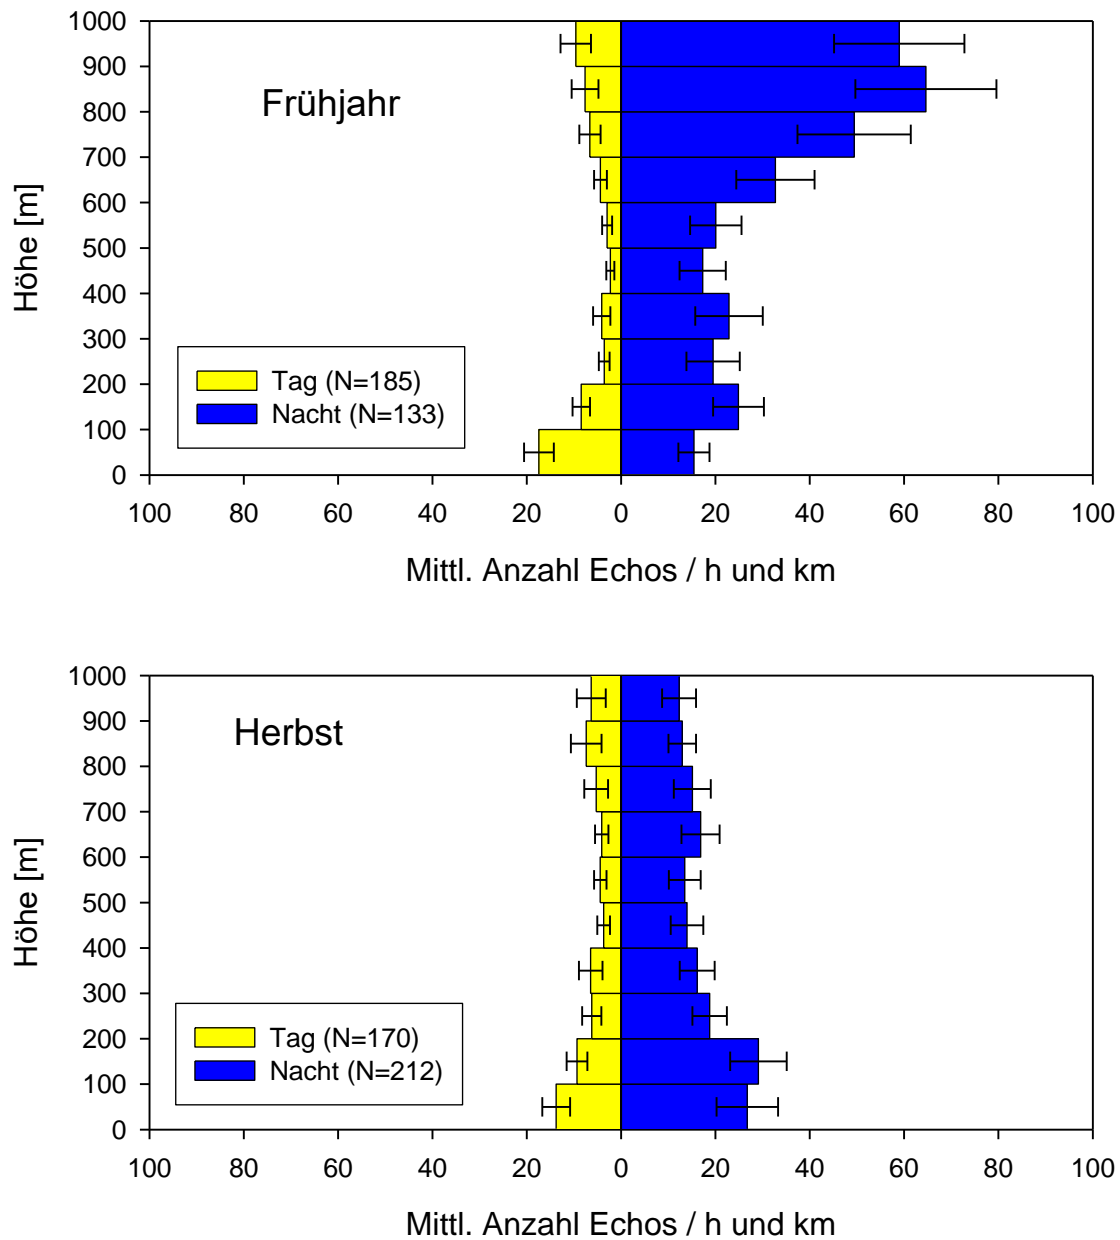 1000
900
800
700
600
500
400
300
200
100
0
Höhe [m]
Frühjahr
Tag (N=185)
Nacht (N=133)
100 80 60 40 20 0 20 40 60 80 100
Mittl. Anzahl Echos / h und km
1000
900
800
700
600
500
400
300
200
100
0
Höhe [m]
Herbst
Tag (N=170)
Nacht (N=212)
100 80 60 40 20 0 20 40 60 80 100
Mittl. Anzahl Echos / h und km